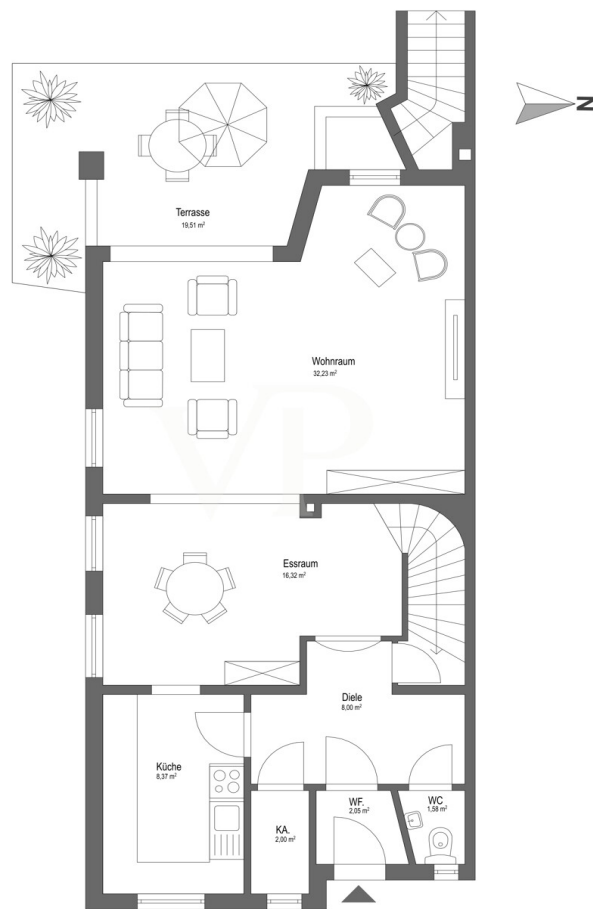 N
Terrasse
19,51 m²
Wohnraum
32,23 m²
VP
Essraum
16,32 m²
Diele
8,00 m²
Küche
8,37 m²
KA.
2,00 m²
WF.
2,05 m²
WC
1,58 m²